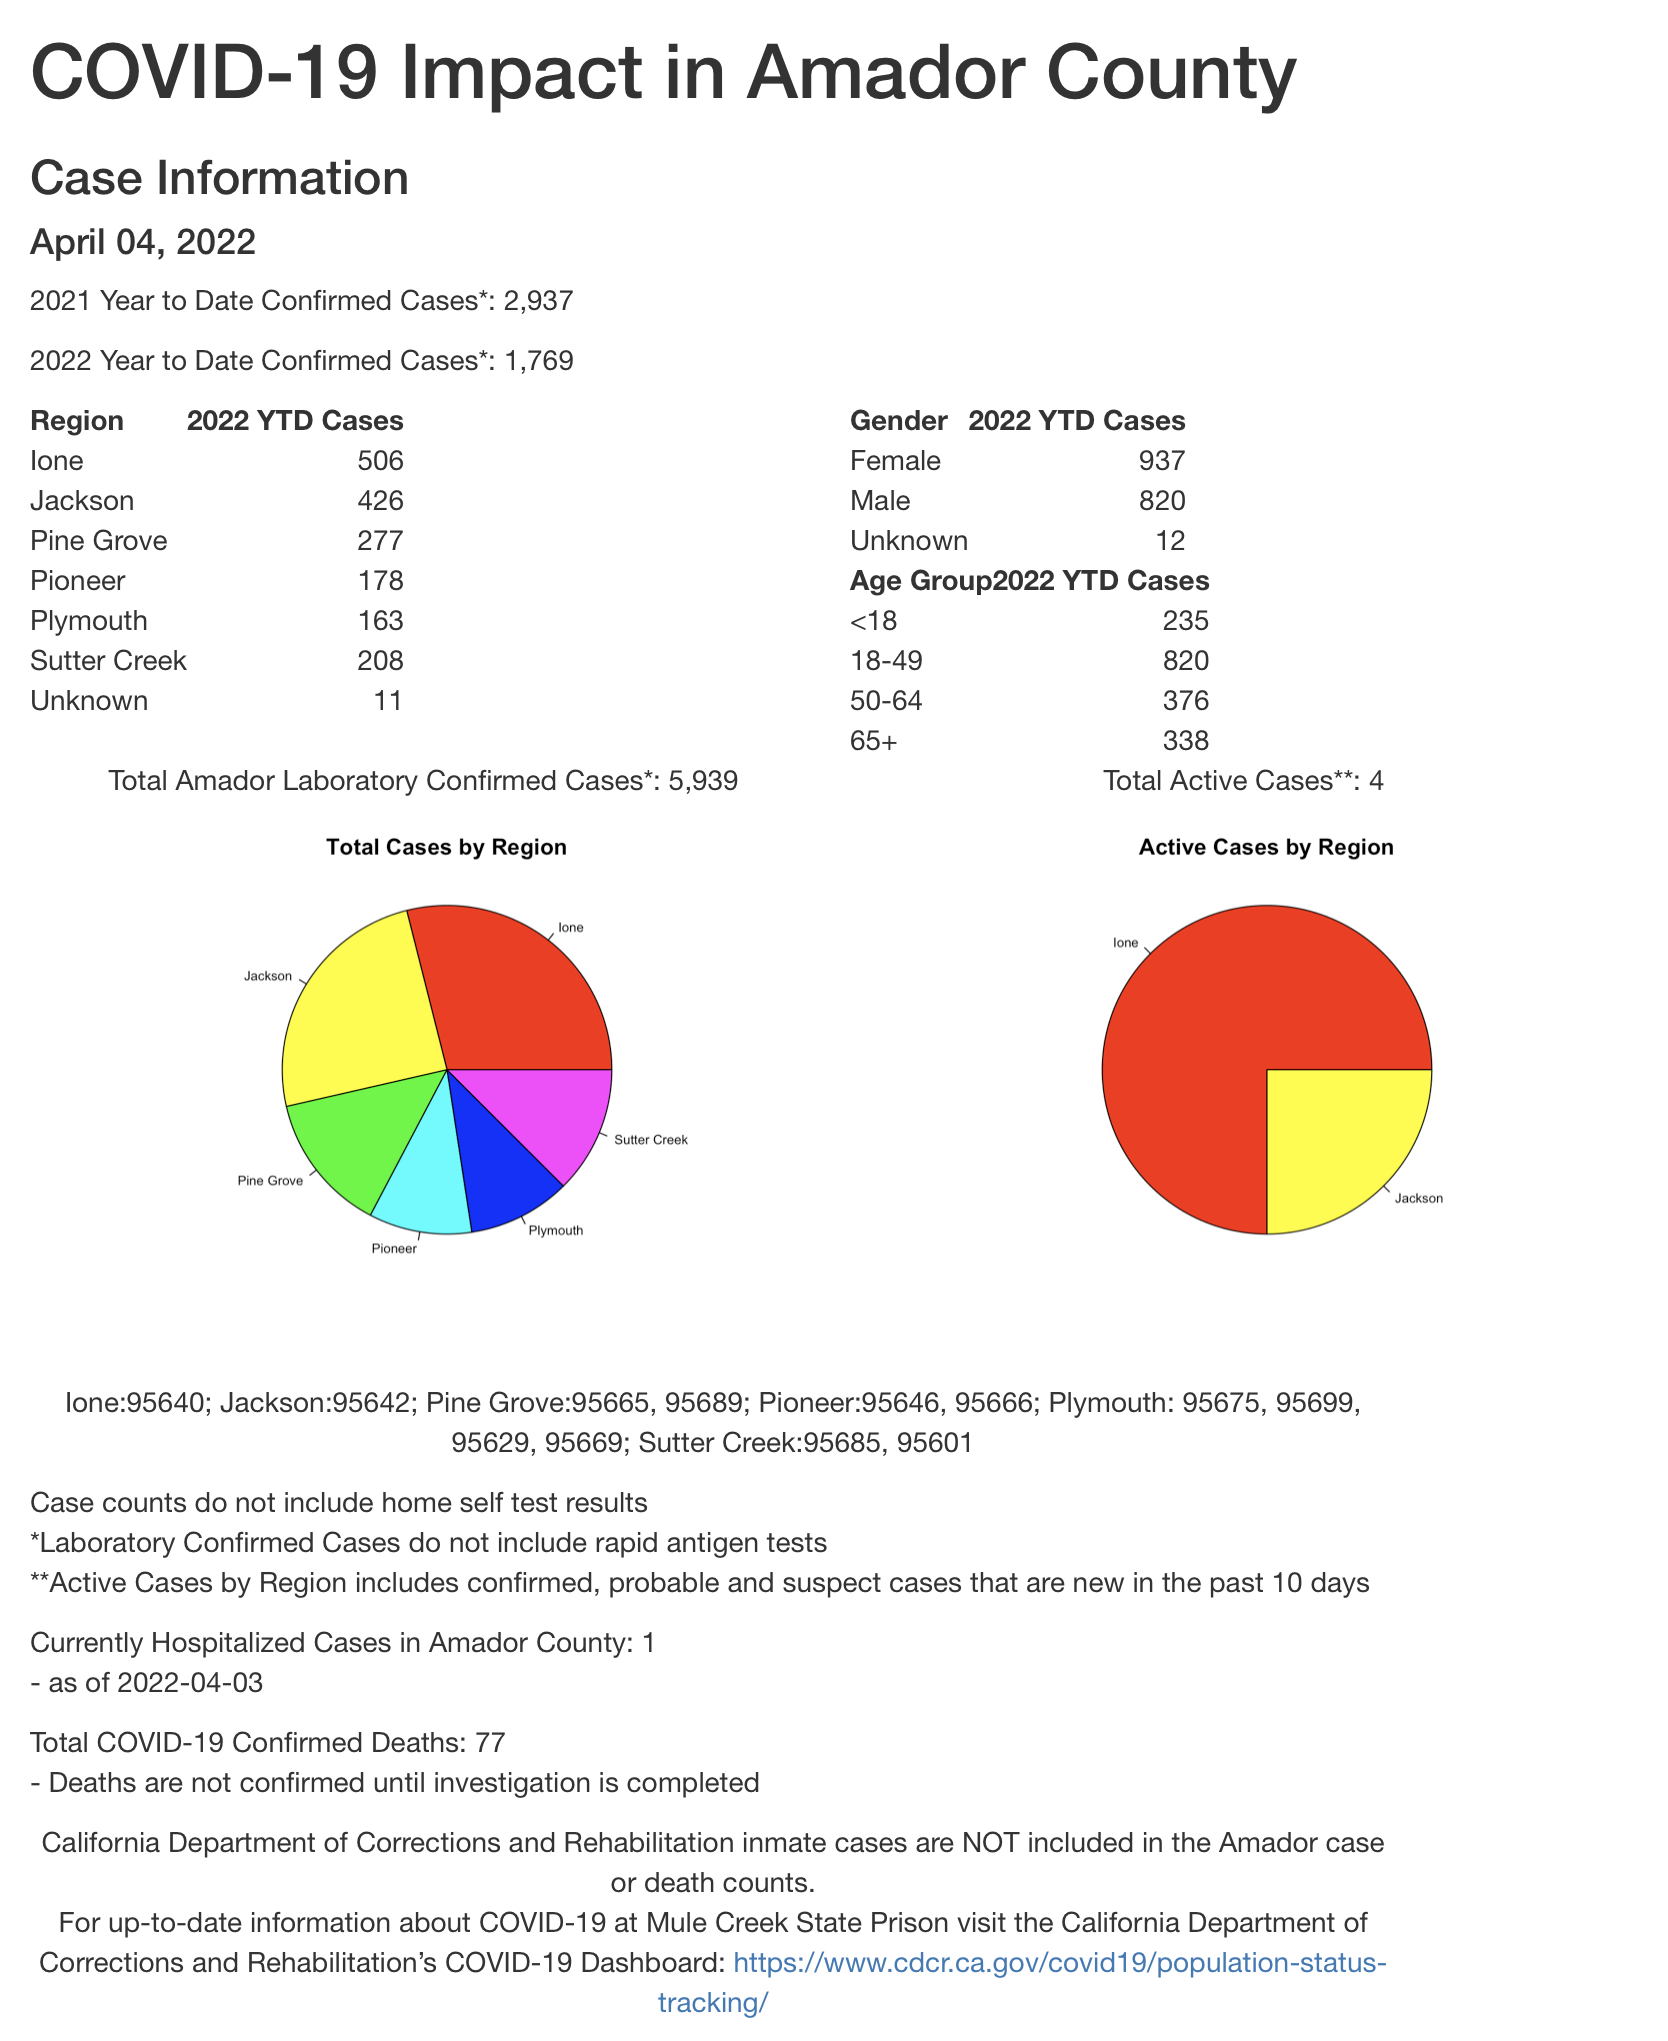 COVID-19 Impact in Amador County
Case Information
April 04, 2022
2021 Year to Date Confirmed Cases*: 2,937
2022 Year to Date Confirmed Cases*: 1,769
Region 2022 YTD Cases
Ione 506
Jackson 426
Pine Grove 277
Pioneer 178
Plymouth 163
Sutter Creek 208
Unknown 11
Gender 2022 YTD Cases
Female 937
Male 820
Unknown 12
Age Group2022 YTD Cases
<18 235
18-49 820
50-64 376
65+ 338
Total Amador Laboratory Confirmed Cases*: 5,939
Total Active Cases**: 4
Total Cases by Region
Ione
Jackson
Pine Grove
Pioneer
Plymouth
Sutter Creek
Active Cases by Region
Ione
Jackson
Ione:95640; Jackson:95642; Pine Grove:95665, 95689; Pioneer:95646, 95666; Plymouth: 95675, 95699,
95629, 95669; Sutter Creek:95685, 95601
Case counts do not include home self test results
*Laboratory Confirmed Cases do not include rapid antigen tests
**Active Cases by Region includes confirmed, probable and suspect cases that are new in the past 10 days
Currently Hospitalized Cases in Amador County: 1
- as of 2022-04-03
Total COVID-19 Confirmed Deaths: 77
- Deaths are not confirmed until investigation is completed
California Department of Corrections and Rehabilitation inmate cases are NOT included in the Amador case
or death counts.
For up-to-date information about COVID-19 at Mule Creek State Prison visit the California Department of
Corrections and Rehabilitation’s COVID-19 Dashboard: https://www.cdcr.ca.gov/covid19/population-status-
tracking/